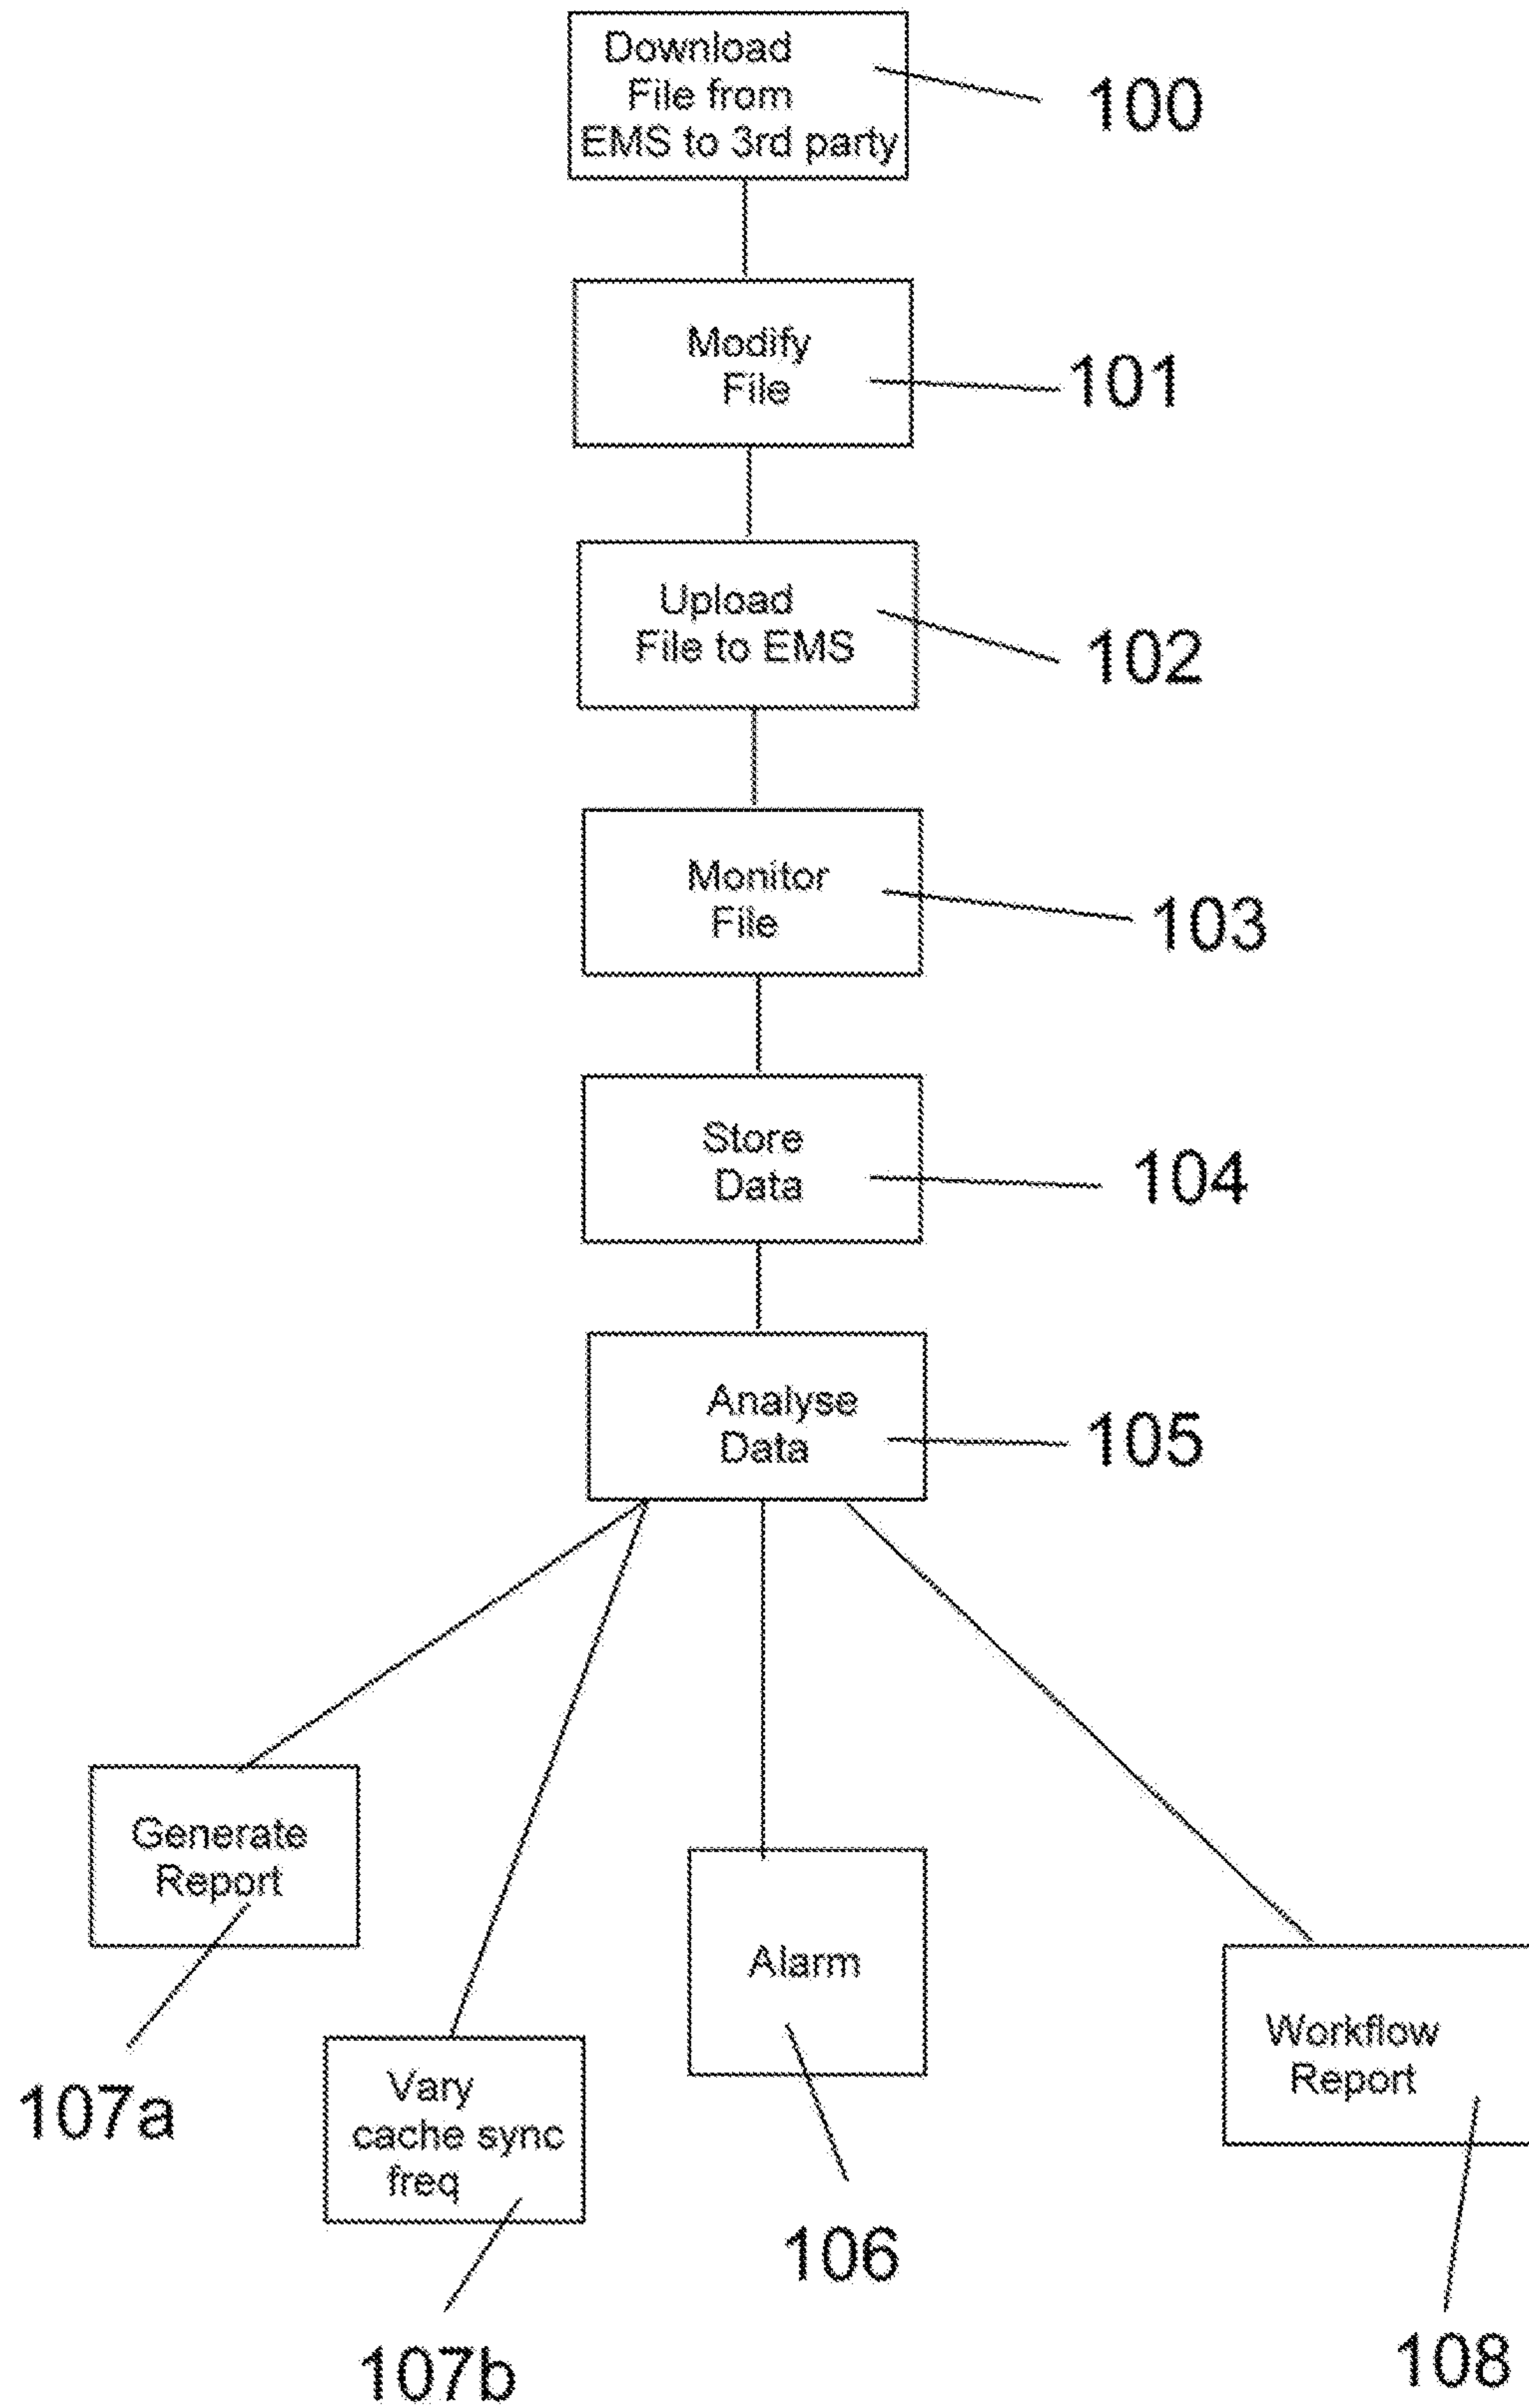 Download
File from
EMS to 3rd party
100
Modify
File
101
Upload
File to EMS
102
Monitor
File
103
Store
Data
104
Analyse
Data
105
Generate
Report
107a
Vary
cache sync
freq
107b
Alarm
106
Workflow
Report
108